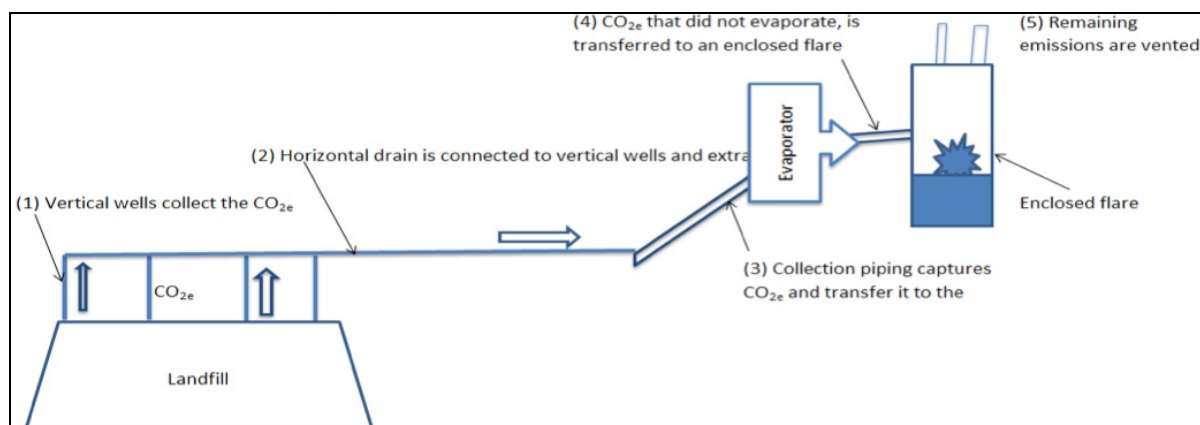 (4) CO2e that did not evaporate, is
transferred to an enclosed flare
(5) Remaining
emissions are vented
Evaporator
(2) Horizontal drain is connected to vertical wells and extra
(1) Vertical wells collect the CO2e
Enclosed flare
(3) Collection piping captures
CO2e and transfer it to the
CO2e
Landfill